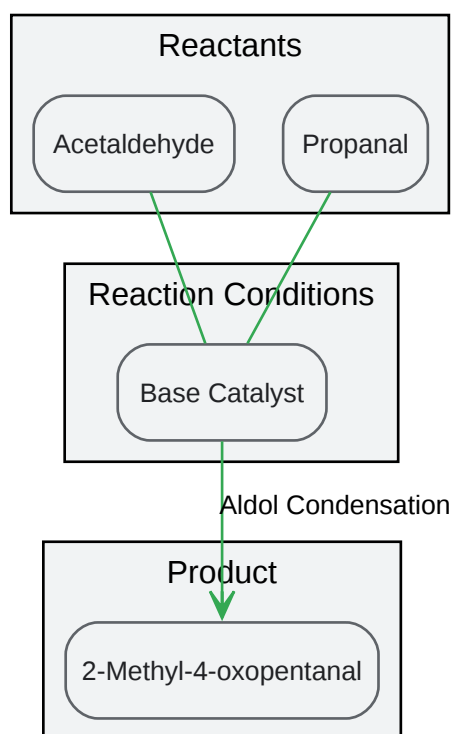 Reactants
Acetaldehyde
Propanal
Reaction Conditions
Base Catalyst
Aldol Condensation
Product
2-Methyl-4-oxopentanal